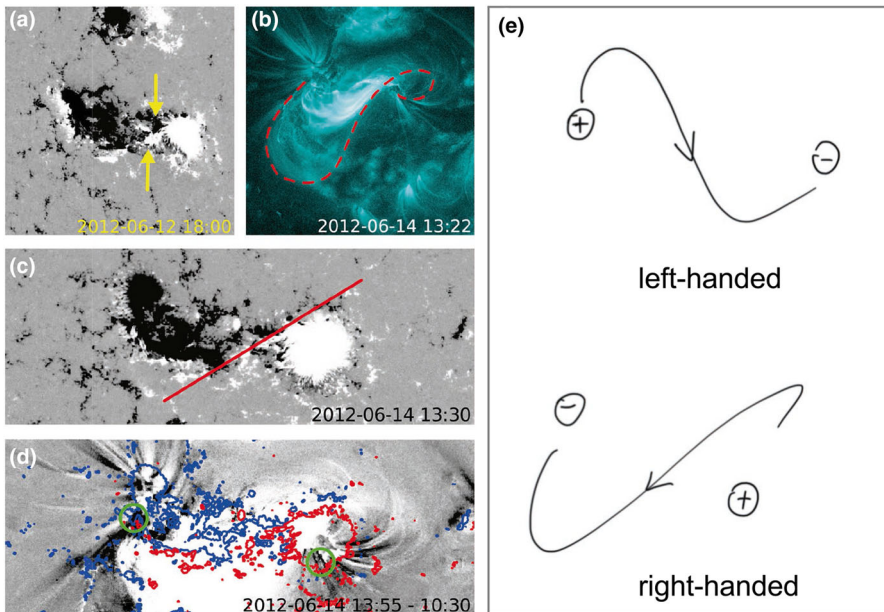 (a)
2012-06-12 18:00
(b)
2012-06-14 13:22
(c)
2012-06-14 13:30
(d)
2012-06-14 13:55 - 10:30
(e)
+
-
left-handed
-
+
right-handed